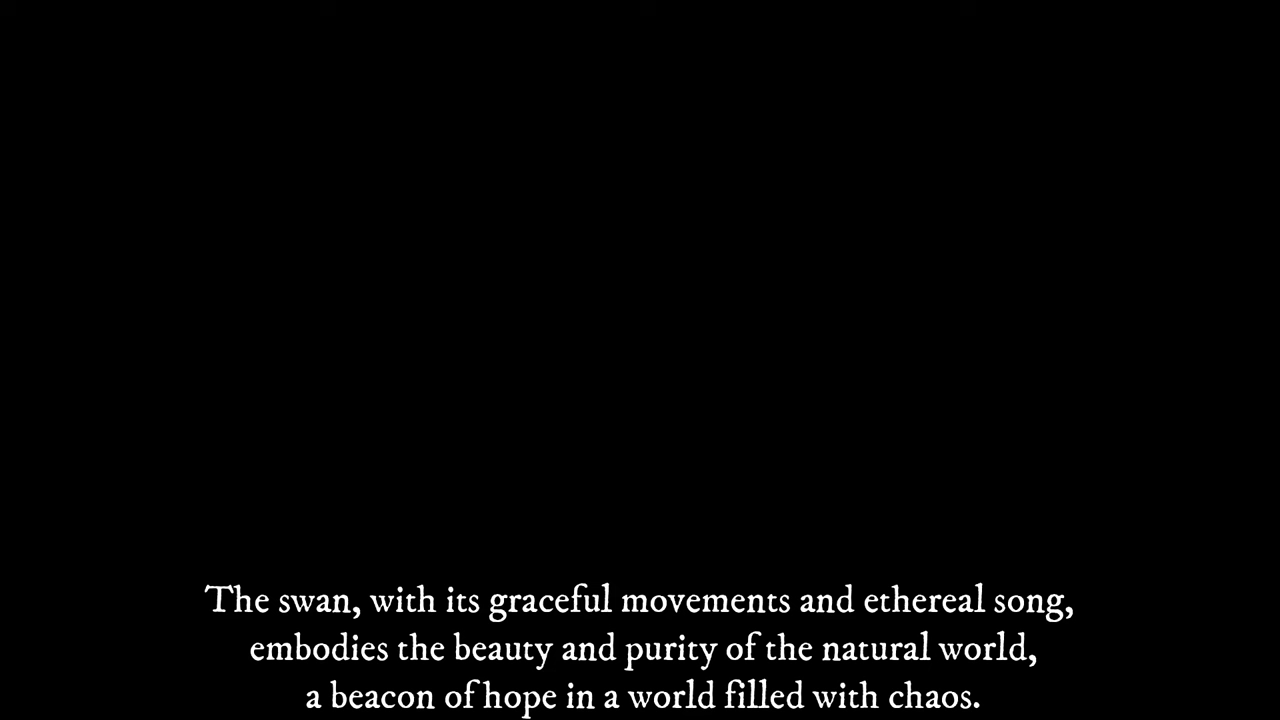 The swan, with its graceful movements and ethereal song,
embodies the beauty and purity of the natural world,
a beacon of hope in a world filled with chaos.